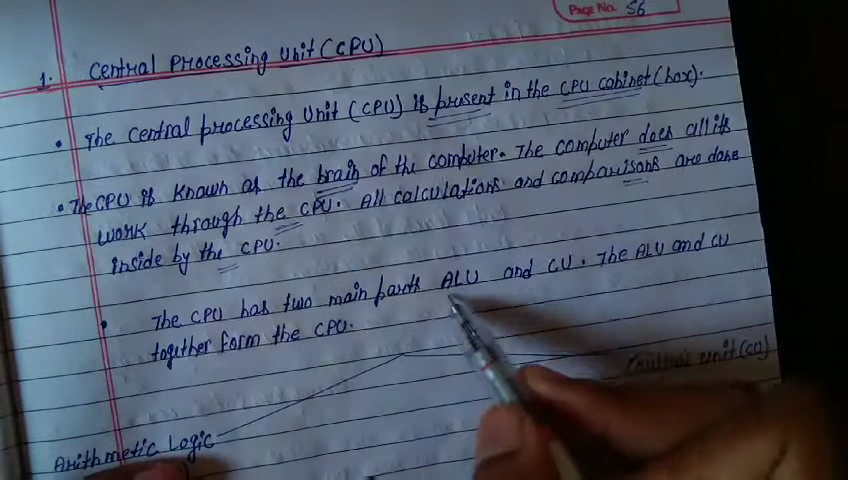 Page No. 56
1. Central Processing Unit (CPU)
• The Central processing Unit (CPU) is present in the CPU cabinet (box).
• The CPU is known as the brain of the computer. The computer does all its
work through the CPU. All calculations and comparisons are done
inside by the CPU.
• The CPU has two main parts ALU and CU. The ALU and CU
together form the CPU.
Control unit (CU)
Arithmetic Logic